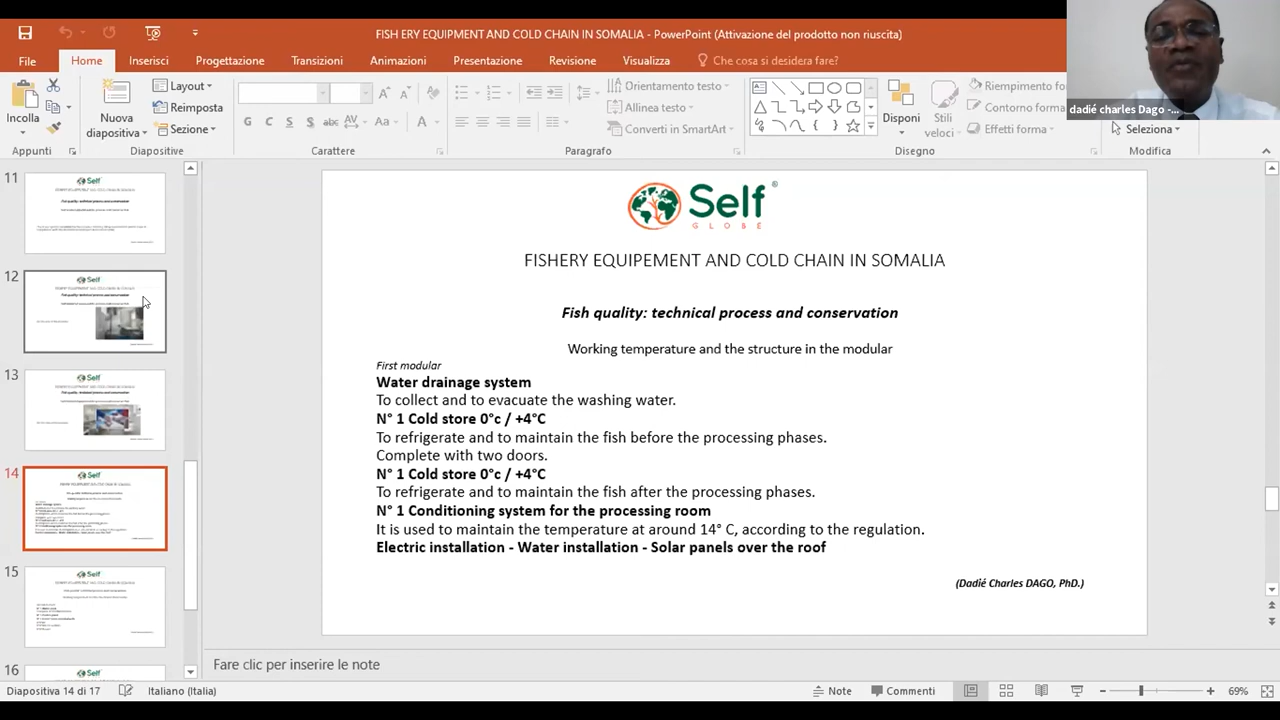 FISH ERY EQUIPMENT AND COLD CHAIN IN SOMALIA - PowerPoint (Attivazione del prodotto non riuscita)
File
Home
Inserisci
Progettazione
Transizioni
Animazioni
Presentazione
Revisione
Visualizza
Che cosa si desidera fare?
dadié charles Dago -...
Incolla
Nuova
diapositiva
Layout
Reimposta
Sezione
G C S S abc AV Aa A
Orientamento testo
Allinea testo
Converti in SmartArt
Disponi
Stili
veloci
Riempimento fo
Contorno forma
Effetti forma
Seleziona
Appunti
Diapositive
Carattere
Paragrafo
Disegno
Modifica
11
Self
12
Self
13
Self
14
Self
15
Self
16
Self
Self®
GLOBE
FISHERY EQUIPEMENT AND COLD CHAIN IN SOMALIA
Fish quality: technical process and conservation
Working temperature and the structure in the modular
First modular
Water drainage system
To collect and to evacuate the washing water.
N° 1 Cold store 0°c / +4°C
To refrigerate and to maintain the fish before the processing phases.
Complete with two doors.
N° 1 Cold store 0°c / +4°C
To refrigerate and to maintain the fish after the processing phases.
N° 1 Conditioning system for the processing room
It is used to maintain the temperature at around 14° C, according to the regulation.
Electric installation - Water installation - Solar panels over the roof
(Dadié Charles DAGO, PhD.)
Fare clic per inserire le note
Diapositiva 14 di 17
Italiano (Italia)
Note
Commenti
69%